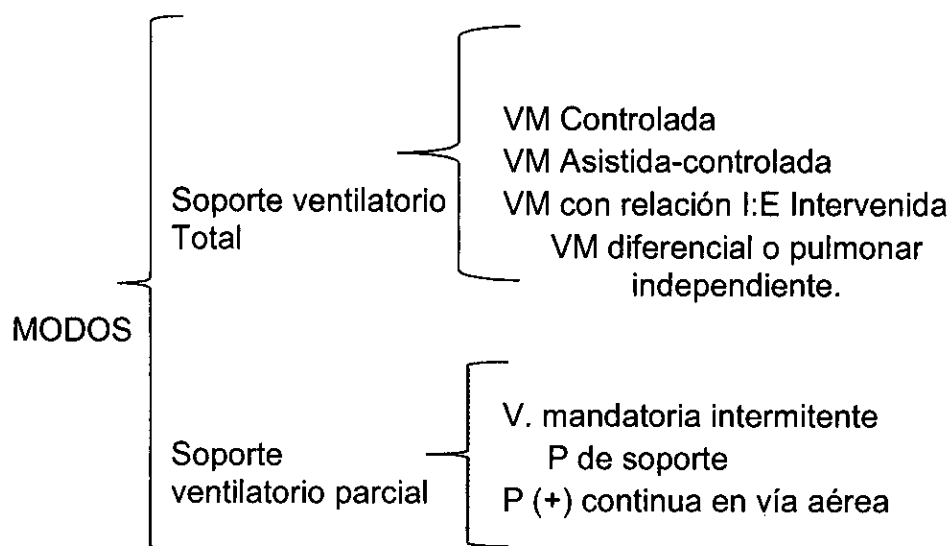 MODOS
Soporte ventilatorio
Total
VM Controlada
VM Asistida-controlada
VM con relación I:E Intervenida
VM diferencial o pulmonar
independiente.
Soporte
ventilatorio parcial
V. mandatoria intermitente
P de soporte
P (+) continua en vía aérea